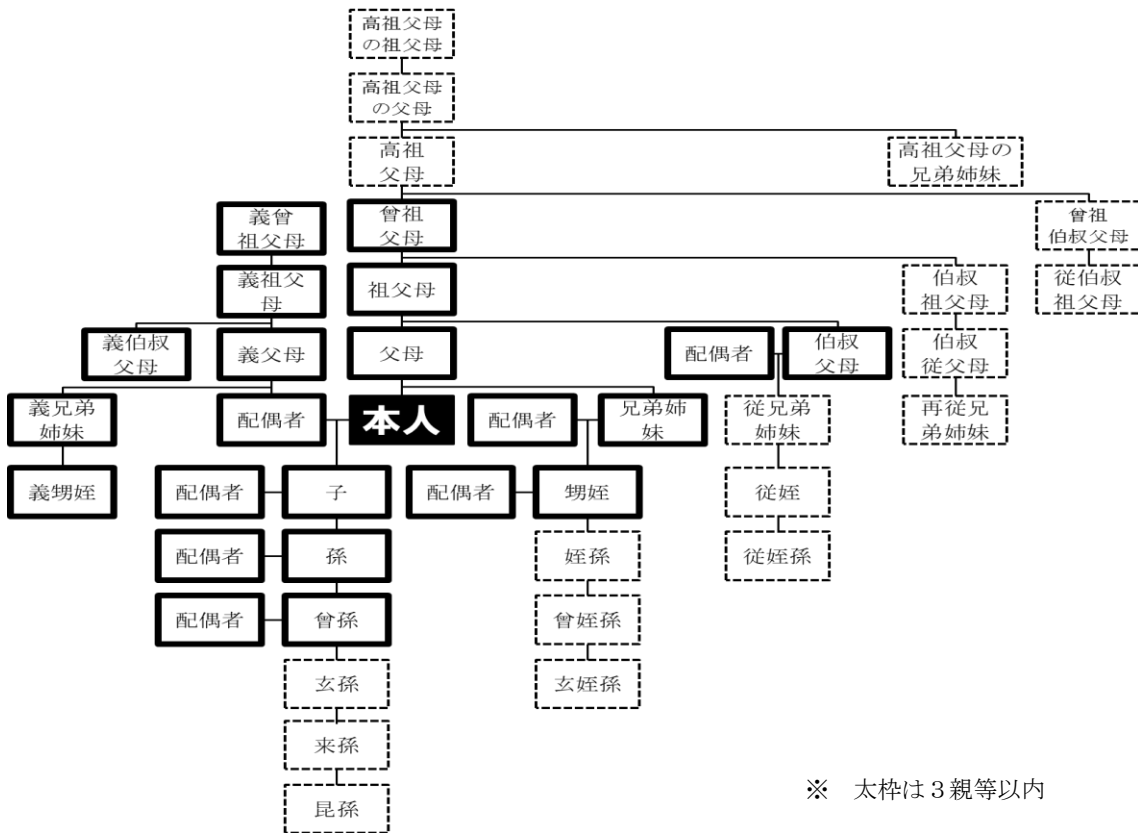 高祖父母
の祖父母
高祖父母
の父母
高祖
父母
高祖父母の
兄弟姉妹
義曾
祖父母
曾祖
父母
曾祖
伯叔父母
義祖父
母
祖父母
伯叔
祖父母
従伯叔
祖父母
義伯叔
父母
義父母
父母
配偶者
伯叔
父母
伯叔
従父母
義兄弟
姉妹
配偶者
本人
配偶者
兄弟姉
妹
従兄弟
姉妹
再従兄
弟姉妹
義甥姪
配偶者
子
配偶者
甥姪
従姪
配偶者
孫
姪孫
従姪孫
配偶者
曾孫
曾姪孫
玄孫
玄姪孫
来孫
昆孫
※　太枠は３親等以内